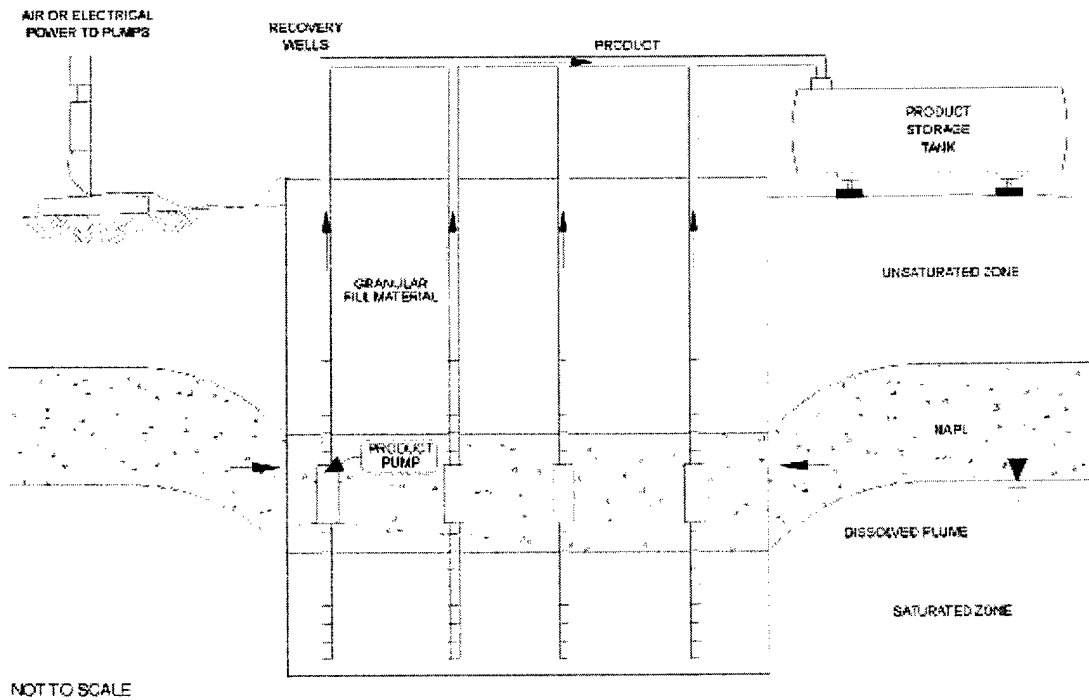 AIR OR ELECTRICAL
POWER TO PUMPS
RECOVERY
WELLS
PRODUCT
PRODUCT
STORAGE
TANK
UNSATURATED ZONE
GRANULAR
FILL MATERIAL
NAPL
PRODUCT
PUMP
DISSOLVED PLUME
SATURATED ZONE
NOT TO SCALE